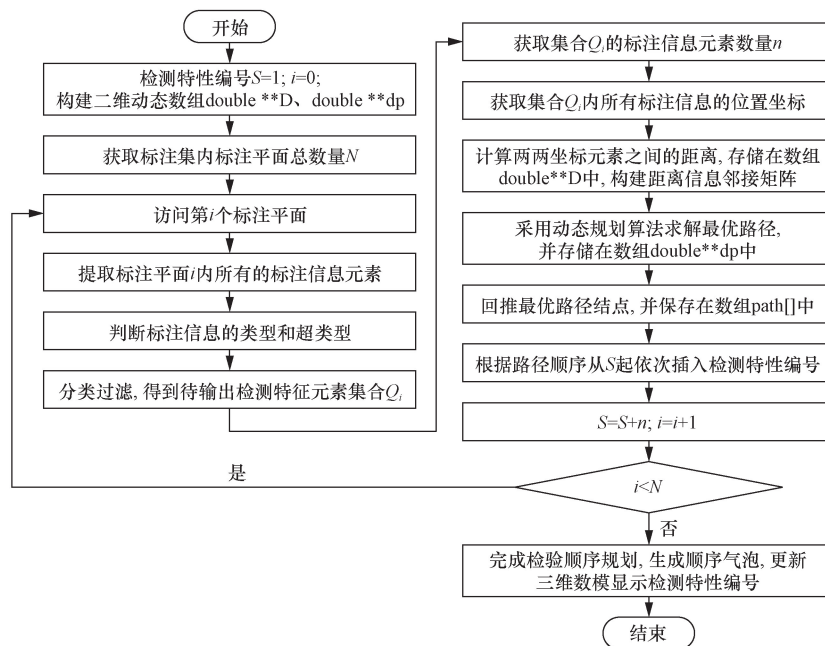 开始
检测特性编号S=1; i=0;
构建二维动态数组double **D、double **dp
获取标注集内标注平面总数量N
访问第i个标注平面
提取标注平面i内所有的标注信息元素
判断标注信息的类型和超类型
分类过滤, 得到待输出检测特征元素集合Qi
获取集合Qi的标注信息元素数量n
获取集合Qi内所有标注信息的位置坐标
计算两两坐标元素之间的距离, 存储在数组
double**D中, 构建距离信息邻接矩阵
采用动态规划算法求解最优路径,
并存储在数组double**dp中
回推最优路径结点, 并保存在数组path[]中
根据路径顺序从S起依次插入检测特性编号
S=S+n; i=i+1
是
i<N
否
完成检验顺序规划, 生成顺序气泡, 更新
三维数模显示检测特性编号
结束